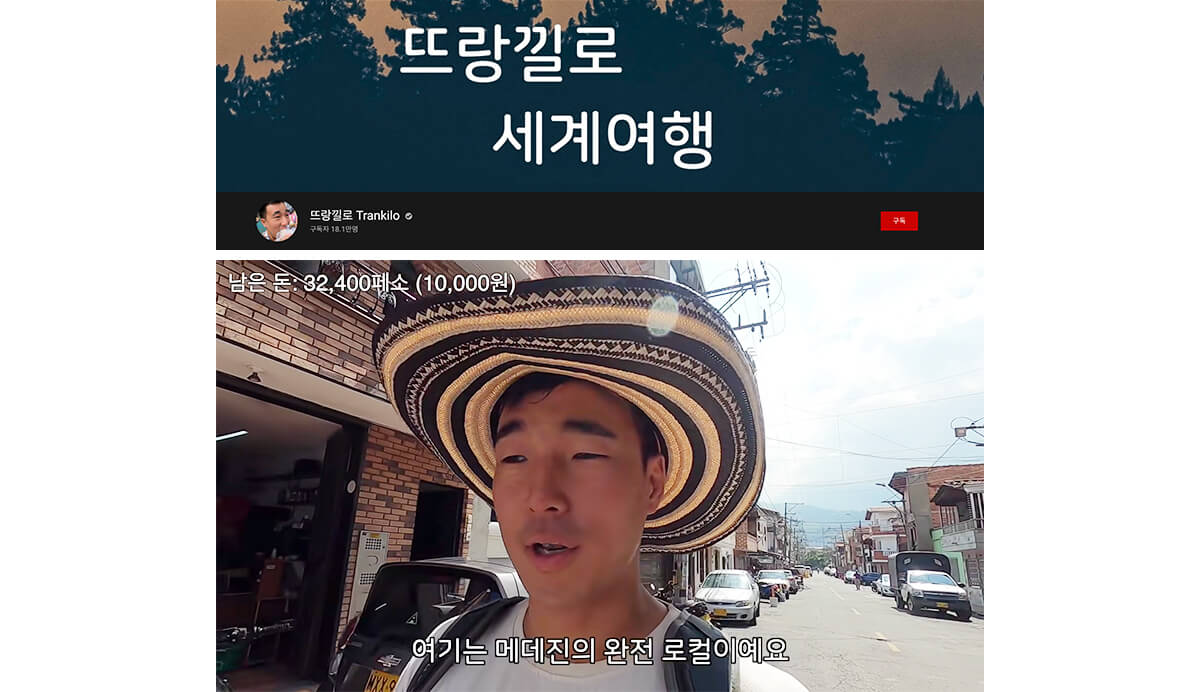 뜨랑낄로
세계여행
뜨랑낄로 Trankilo
구독자 18.1만명
구독
남은 돈: 32,400페소 (10,000원)
여기는 메데진의 완전 로컬이예요